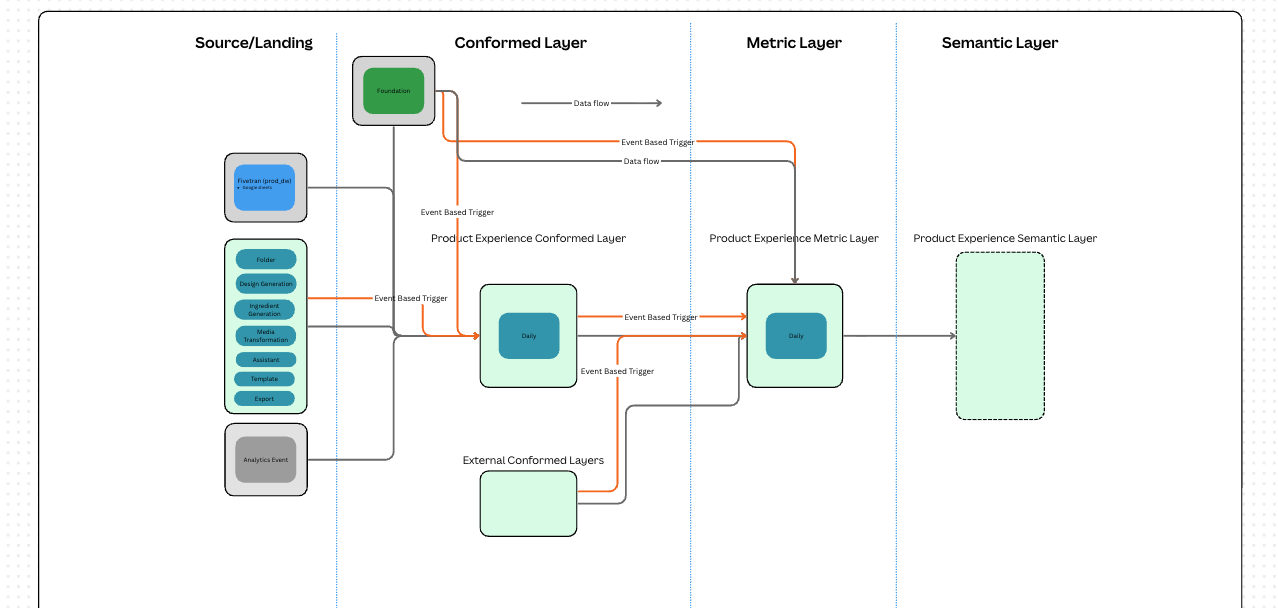 Source/Landing
Conformed Layer
Metric Layer
Semantic Layer
Foundation
Data flow
Event Based Trigger
Data flow
Fivetran (prod_dw)
Google sheets
Event Based Trigger
Product Experience Conformed Layer
Product Experience Metric Layer
Product Experience Semantic Layer
Folder
Design Generation
Ingredient
Generation
Media
Transformation
Assistant
Template
Export
Event Based Trigger
Event Based Trigger
Daily
Daily
Event Based Trigger
External Conformed Layers
Analytics Event